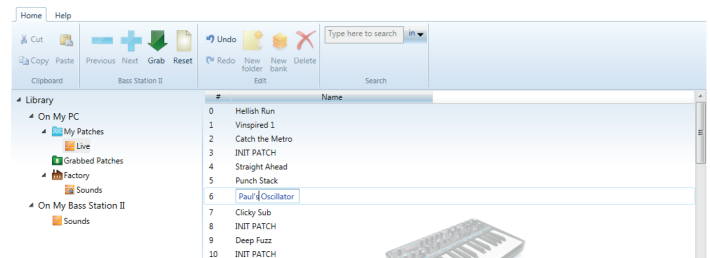 Home Help
Cut
Copy Paste
Clipboard
Previous Next Grab Reset
Bass Station II
Undo
Redo New folder New bank Delete
Edit
Type here to search in
Search
Library
On My PC
My Patches
Live
Grabbed Patches
Factory
Sounds
On My Bass Station II
Sounds
# Name
0 Hellish Run
1 Vinspired 1
2 Catch the Metro
3 INIT PATCH
4 Straight Ahead
5 Punch Stack
6 Paul's Oscillator
7 Clicky Sub
8 INIT PATCH
9 Deep Fuzz
10 INIT PATCH